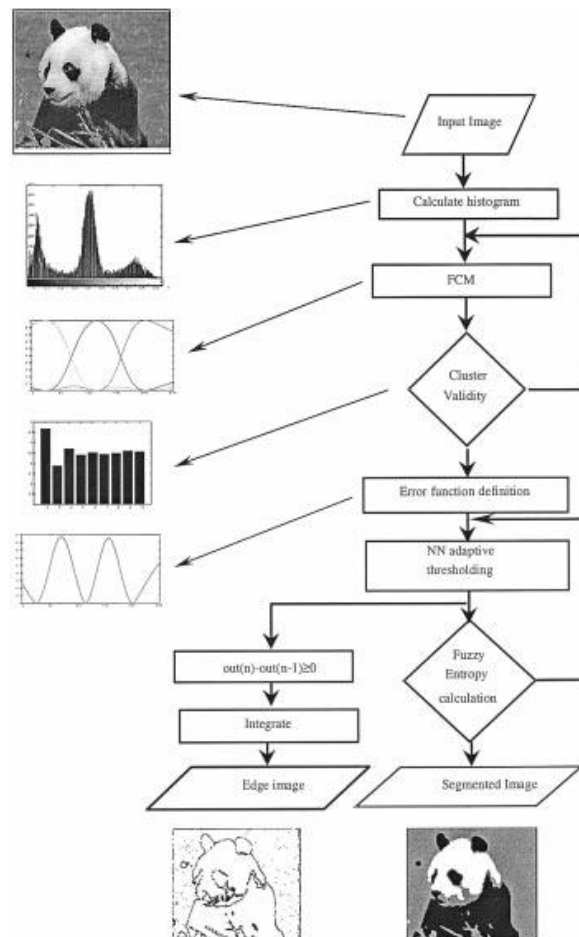 Input Image
Calculate histogram
FCM
Cluster
Validity
Error function definition
NN adaptive
thresholding
out(n)-out(n-1)≥0
Fuzzy
Entropy
calculation
Integrate
Edge image
Segmented Image